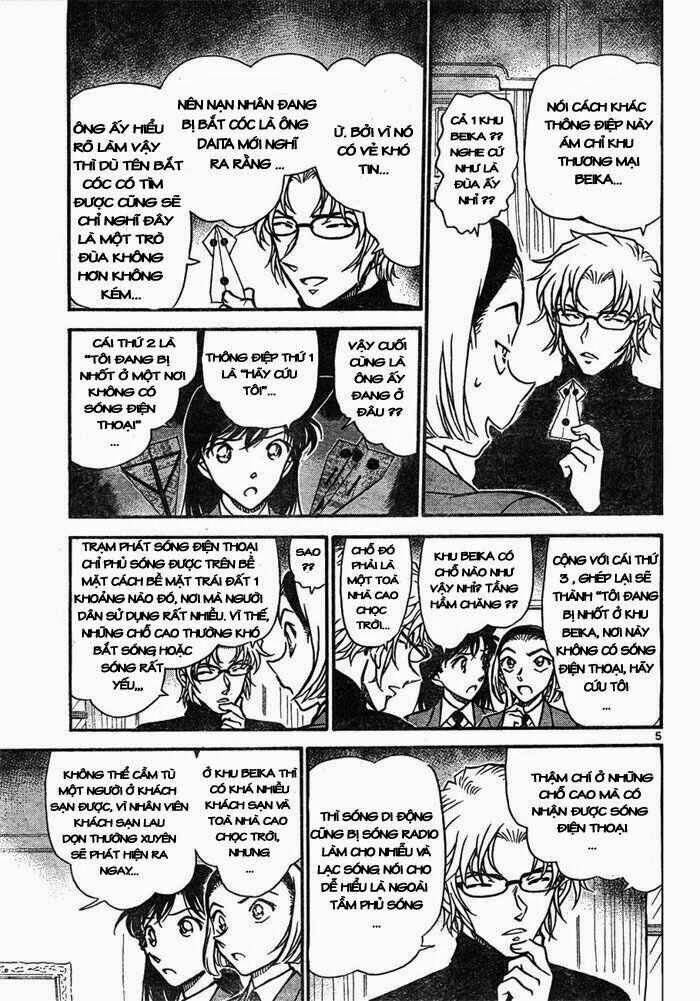 NÓI CÁCH KHÁC
THÔNG ĐIỆP NÀY
ÁM CHỈ KHU
THƯƠNG MẠI
BEIKA...
CẢ 1 KHU
BEIKA ??
NGHE CỨ
NHƯ LÀ
ĐÙA ẤY
NHỈ ??
Ừ. BỞI VÌ NÓ
CÓ VẺ KHÓ
TIN...
NÊN NẠN NHÂN ĐANG
BỊ BẮT CÓC LÀ ÔNG
DAITA MỚI NGHĨ
RA RẰNG ...
ÔNG ẤY HIỂU
RÕ LÀM VẬY
THÌ DÙ TÊN BẮT
CÓC CÓ TÌM
ĐƯỢC CŨNG SẼ
CHỈ NGHĨ ĐÂY
LÀ MỘT TRÒ
ĐÙA KHÔNG
HƠN KHÔNG
KÉM...
VẬY CUỐI
CÙNG LÀ
ÔNG ẤY
ĐANG Ở
ĐÂU ??
THÔNG ĐIỆP THỨ 1
LÀ "HÃY CỨU
TÔI"
...
CÁI THỨ 2 LÀ
"TÔI ĐANG BỊ
NHỐT Ở MỘT NƠI
KHÔNG CÓ
SÓNG ĐIỆN
THOẠI"
...
CỘNG VỚI CÁI THỨ
3 , GHÉP LẠI SẼ
THÀNH "TÔI ĐANG
BỊ NHỐT Ở KHU
BEIKA, NƠI NÀY
KHÔNG CÓ SÓNG
ĐIỆN THOẠI, HÃY
CỨU TÔI
...
KHU BEIKA CÓ
CHỖ NÀO NHƯ
VẬY NHỈ? TẦNG
HẦM CHĂNG ??
CHỖ ĐÓ
PHẢI LÀ
MỘT TOÀ
NHÀ CAO
CHỌC
TRỜI...
SAO
??
TRẠM PHÁT SÓNG ĐIỆN THOẠI
CHỈ PHỦ SÓNG ĐƯỢC TRÊN BỀ
MẶT CÁCH BỀ MẶT TRÁI ĐẤT 1
KHOẢNG NÀO ĐÓ, NƠI MÀ NGƯỜI
DÂN SỬ DỤNG RẤT NHIỀU. VÌ THẾ,
NHỮNG CHỖ CAO THƯỜNG KHÓ
BẮT SÓNG HOẶC
SÓNG RẤT
YẾU,,,
5
THẬM CHÍ Ở NHỮNG
CHỖ CAO MÀ CÓ
NHẬN ĐƯỢC SÓNG
ĐIỆN THOẠI
...
THÌ SÓNG DI ĐỘNG
CŨNG BỊ SÓNG RADIO
LÀM CHO NHIỄU VÀ
LẠC SÓNG NÓI CHO
DỄ HIỂU LÀ NGOÀI
TẦM PHỦ SÓNG
...
Ở KHU BEIKA THÌ
CÓ KHÁ NHIỀU
KHÁCH SẠN VÀ
TOÀ NHÀ CAO
CHỌC TRỜI,
NHƯNG
...
KHÔNG THỂ CẦM TÙ
MỘT NGƯỜI Ở KHÁCH
SẠN ĐƯỢC, VÌ NHÂN VIÊN
KHÁCH SẠN LAU
DỌN THƯỜNG XUYÊN
SẼ PHÁT HIỆN RA
NGAY...